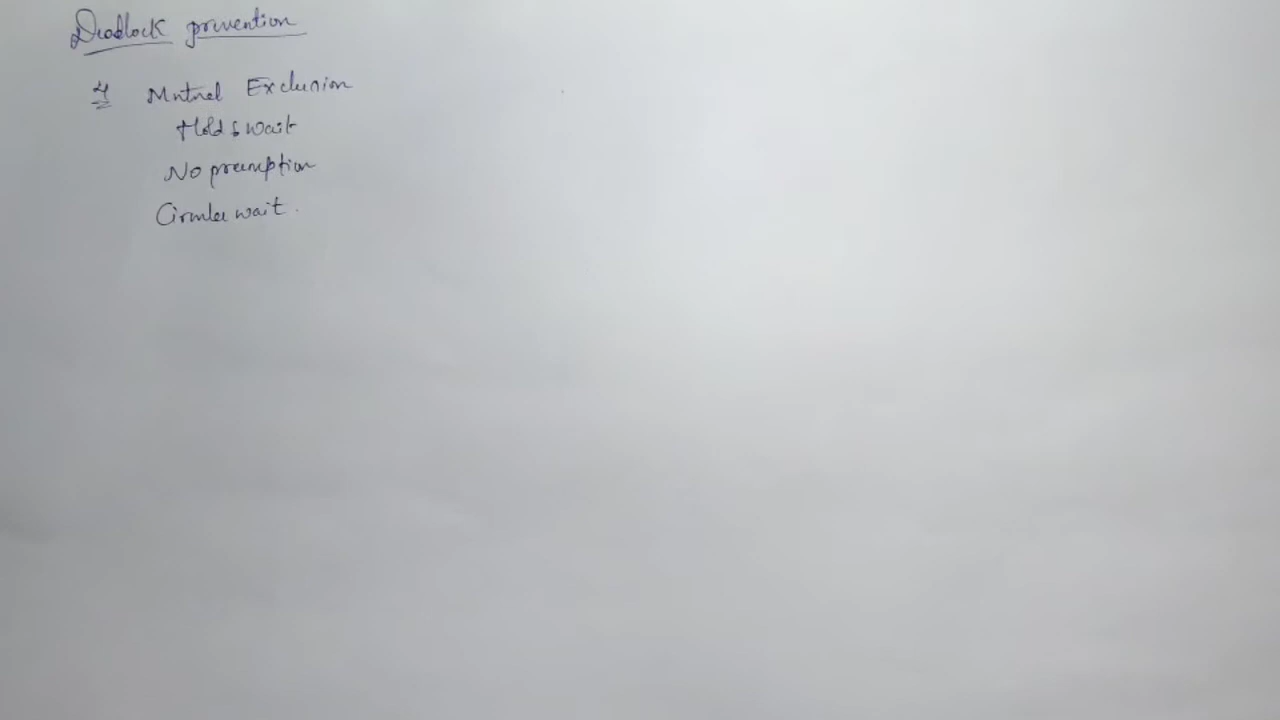 Deadlock prevention
4 Mutual Exclusion
Hold & wait
No preemption
Circular wait.